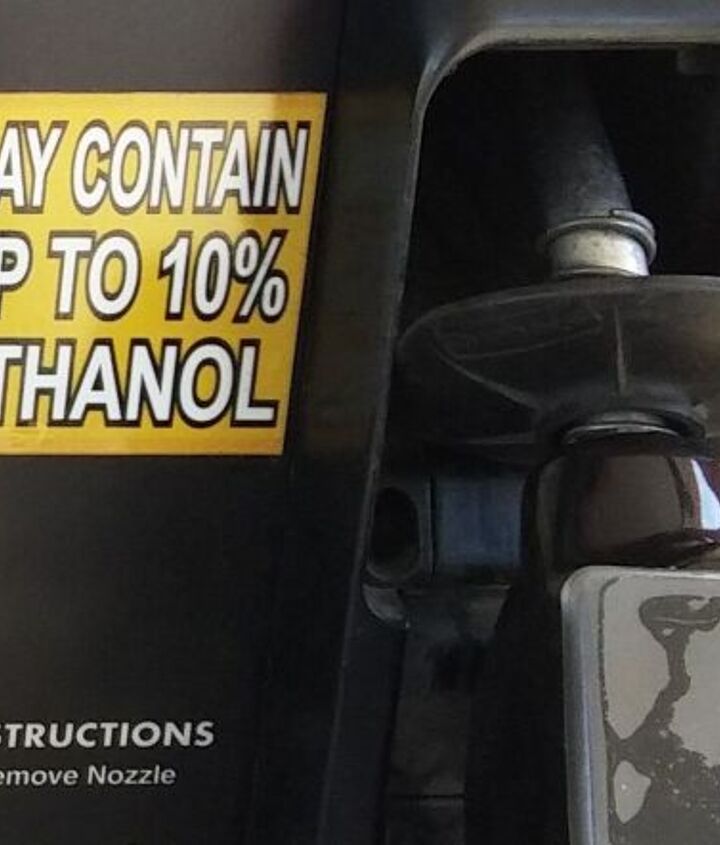 AY CONTAIN
P TO 10%
THANOL
STRUCTIONS
emove Nozzle